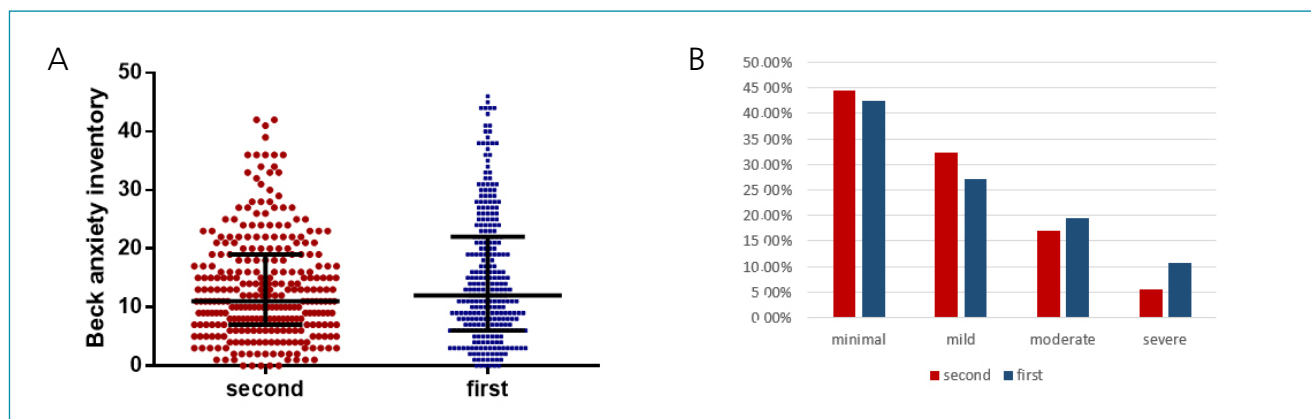 A
Beck anxiety inventory
50
40
30
20
10
0
second first
B
50 00%
45 00%
40 00%
35 00%
30 00%
25 00%
20 00%
15 00%
10 00%
5 00%
0 00%
minimal mild moderate severe
second first